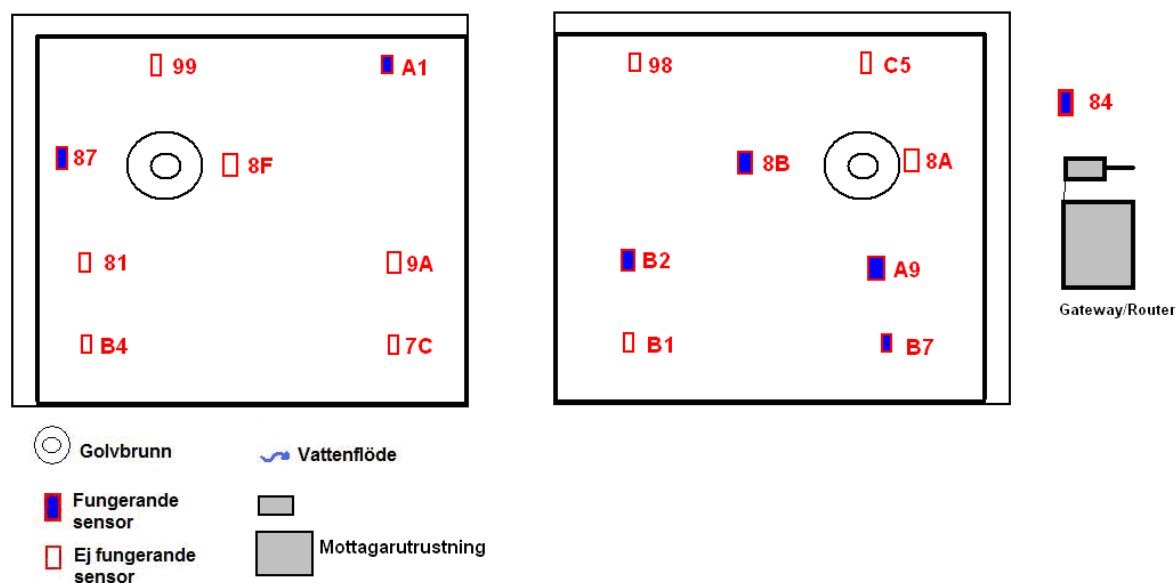 99
A1
98
C5
84
87
8F
8B
8A
81
9A
B2
A9
B4
7C
B1
B7
Gateway/Router
Golvbrunn
Vattenflöde
Fungerande
sensor
Ej fungerande
sensor
Mottagarutrustning